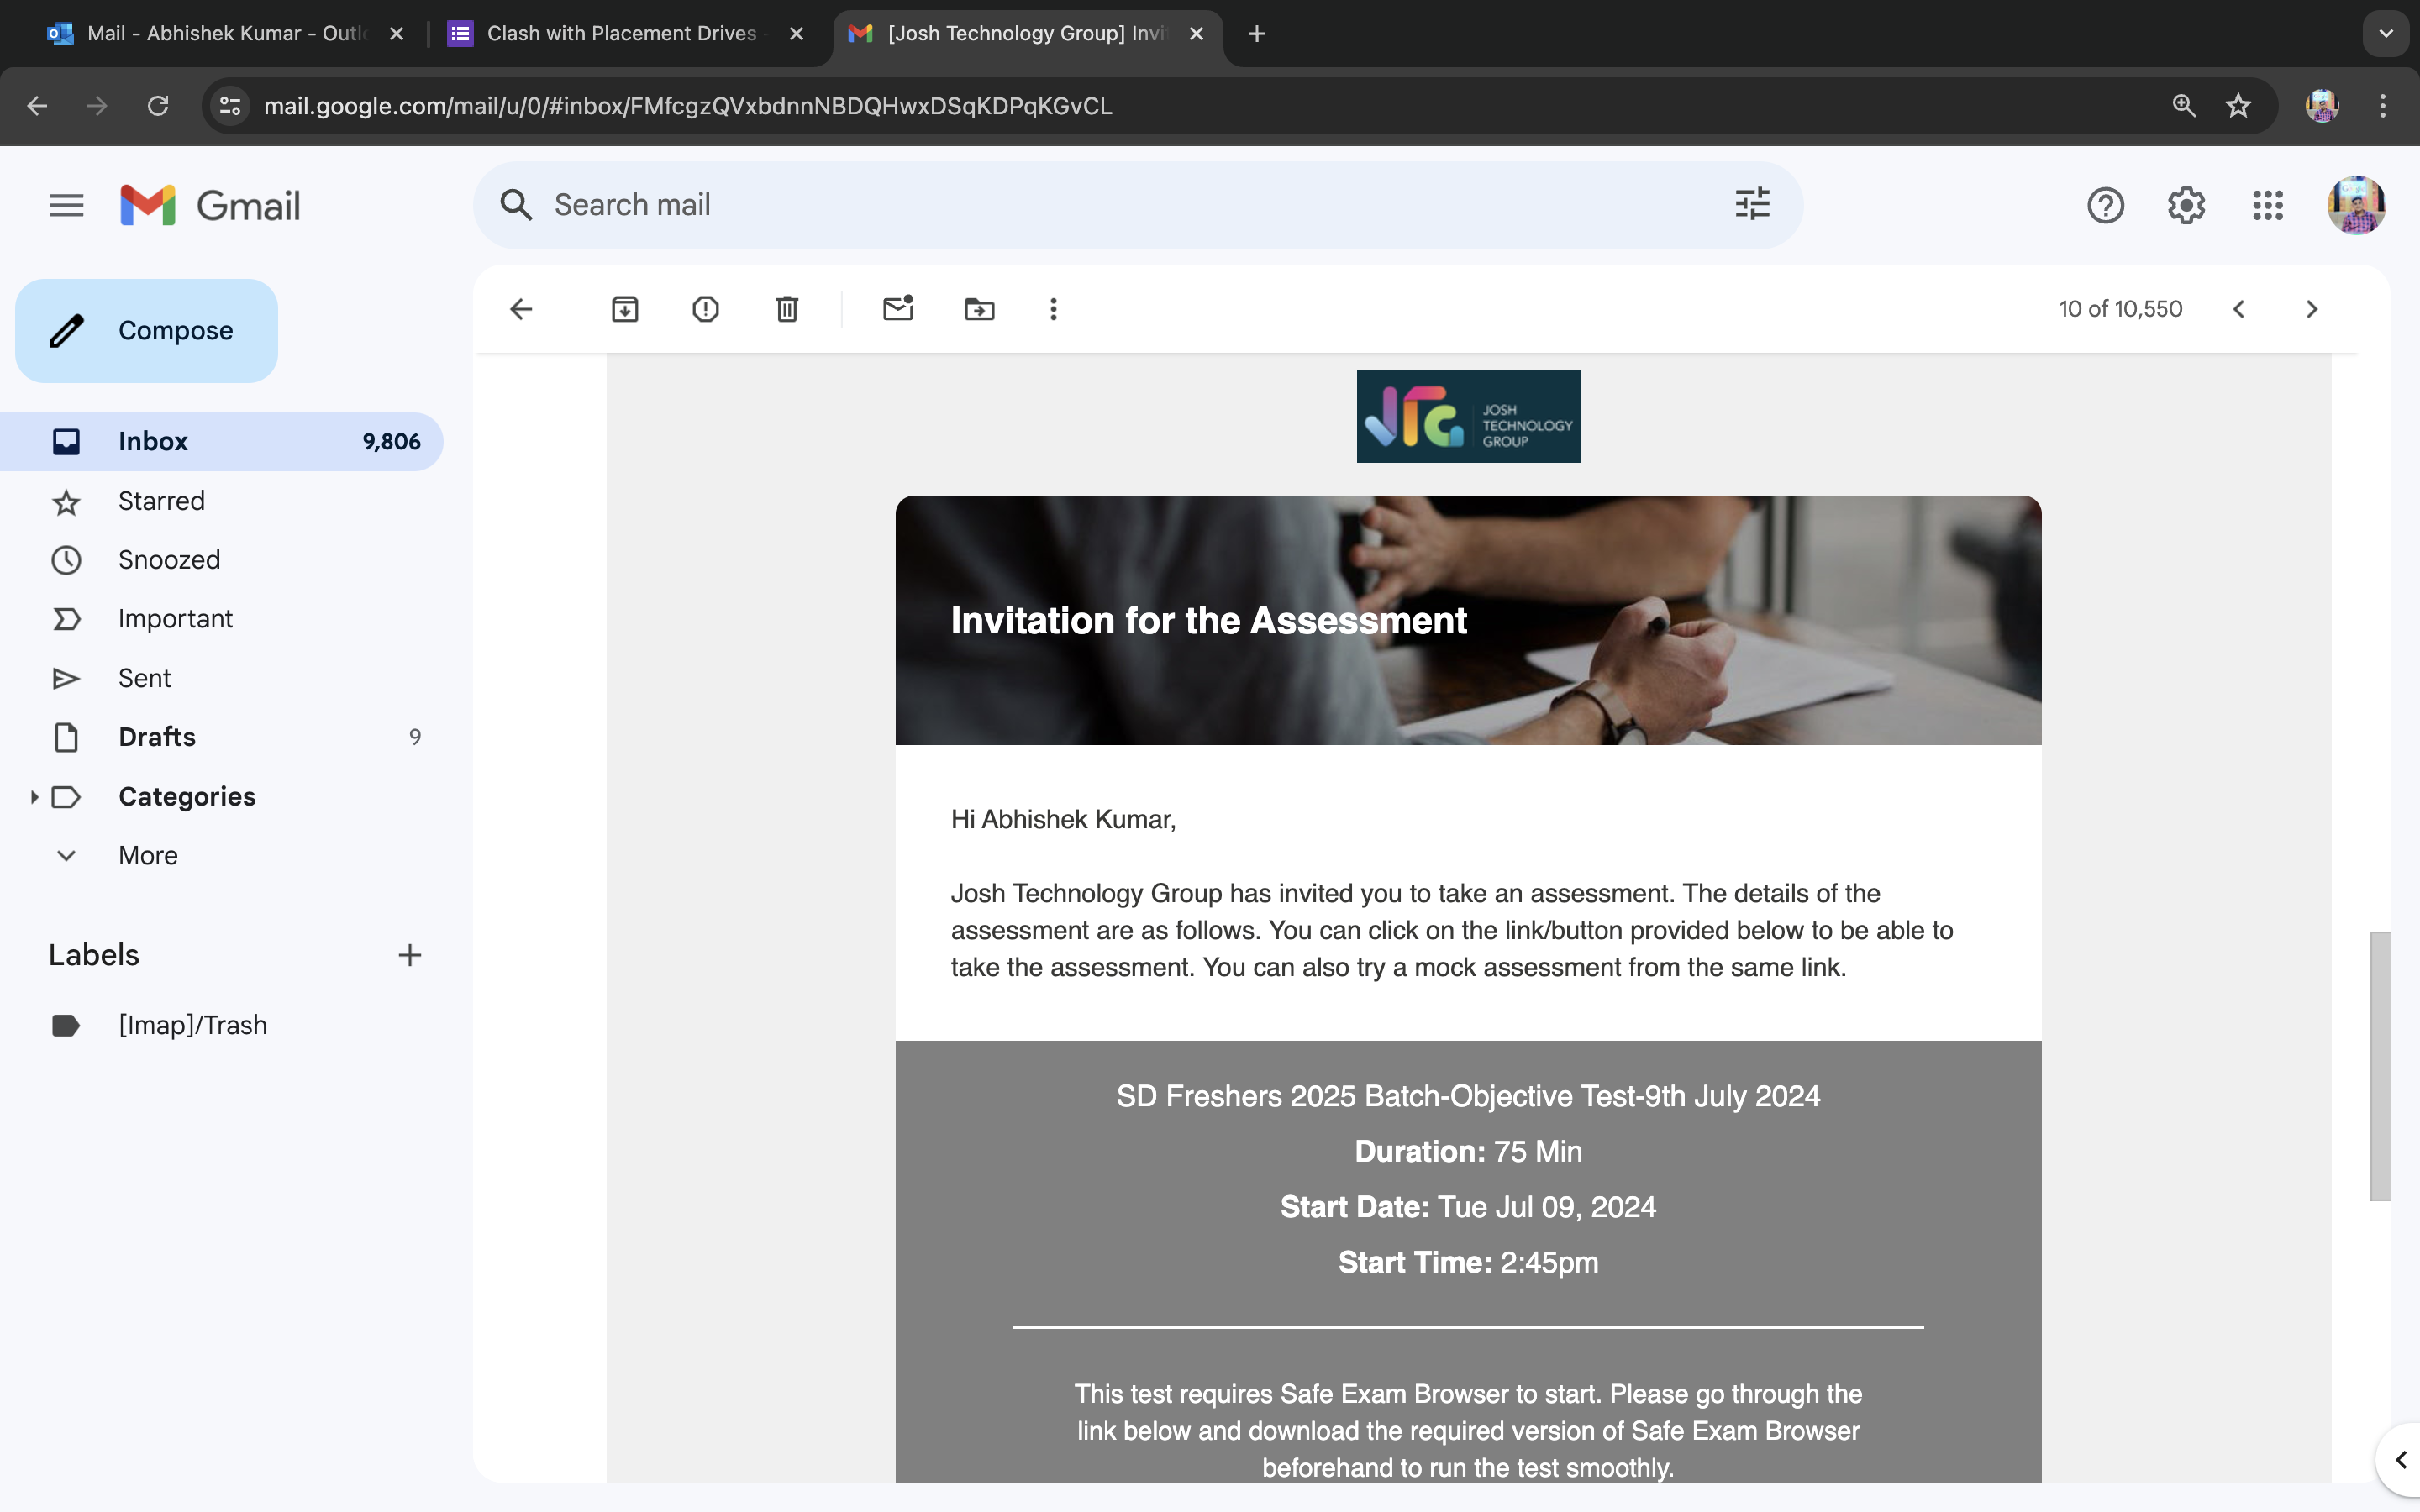 Mail - Abhishek Kumar - Outl
Clash with Placement Drives
[Josh Technology Group] Invi
mail.google.com/mail/u/0/#inbox/FMfcgzQVxbdnnNBDQHwxDSqKDPqKGvCL
Gmail
Search mail
Compose
10 of 10,550
Inbox 9,806
Starred
Snoozed
Important
Sent
Drafts 9
Categories
More
Labels
[Imap]/Trash
JOSH
TECHNOLOGY
GROUP
Invitation for the Assessment
Hi Abhishek Kumar,
Josh Technology Group has invited you to take an assessment. The details of the
assessment are as follows. You can click on the link/button provided below to be able to
take the assessment. You can also try a mock assessment from the same link.
SD Freshers 2025 Batch-Objective Test-9th July 2024
Duration: 75 Min
Start Date: Tue Jul 09, 2024
Start Time: 2:45pm
This test requires Safe Exam Browser to start. Please go through the
link below and download the required version of Safe Exam Browser
beforehand to run the test smoothly.